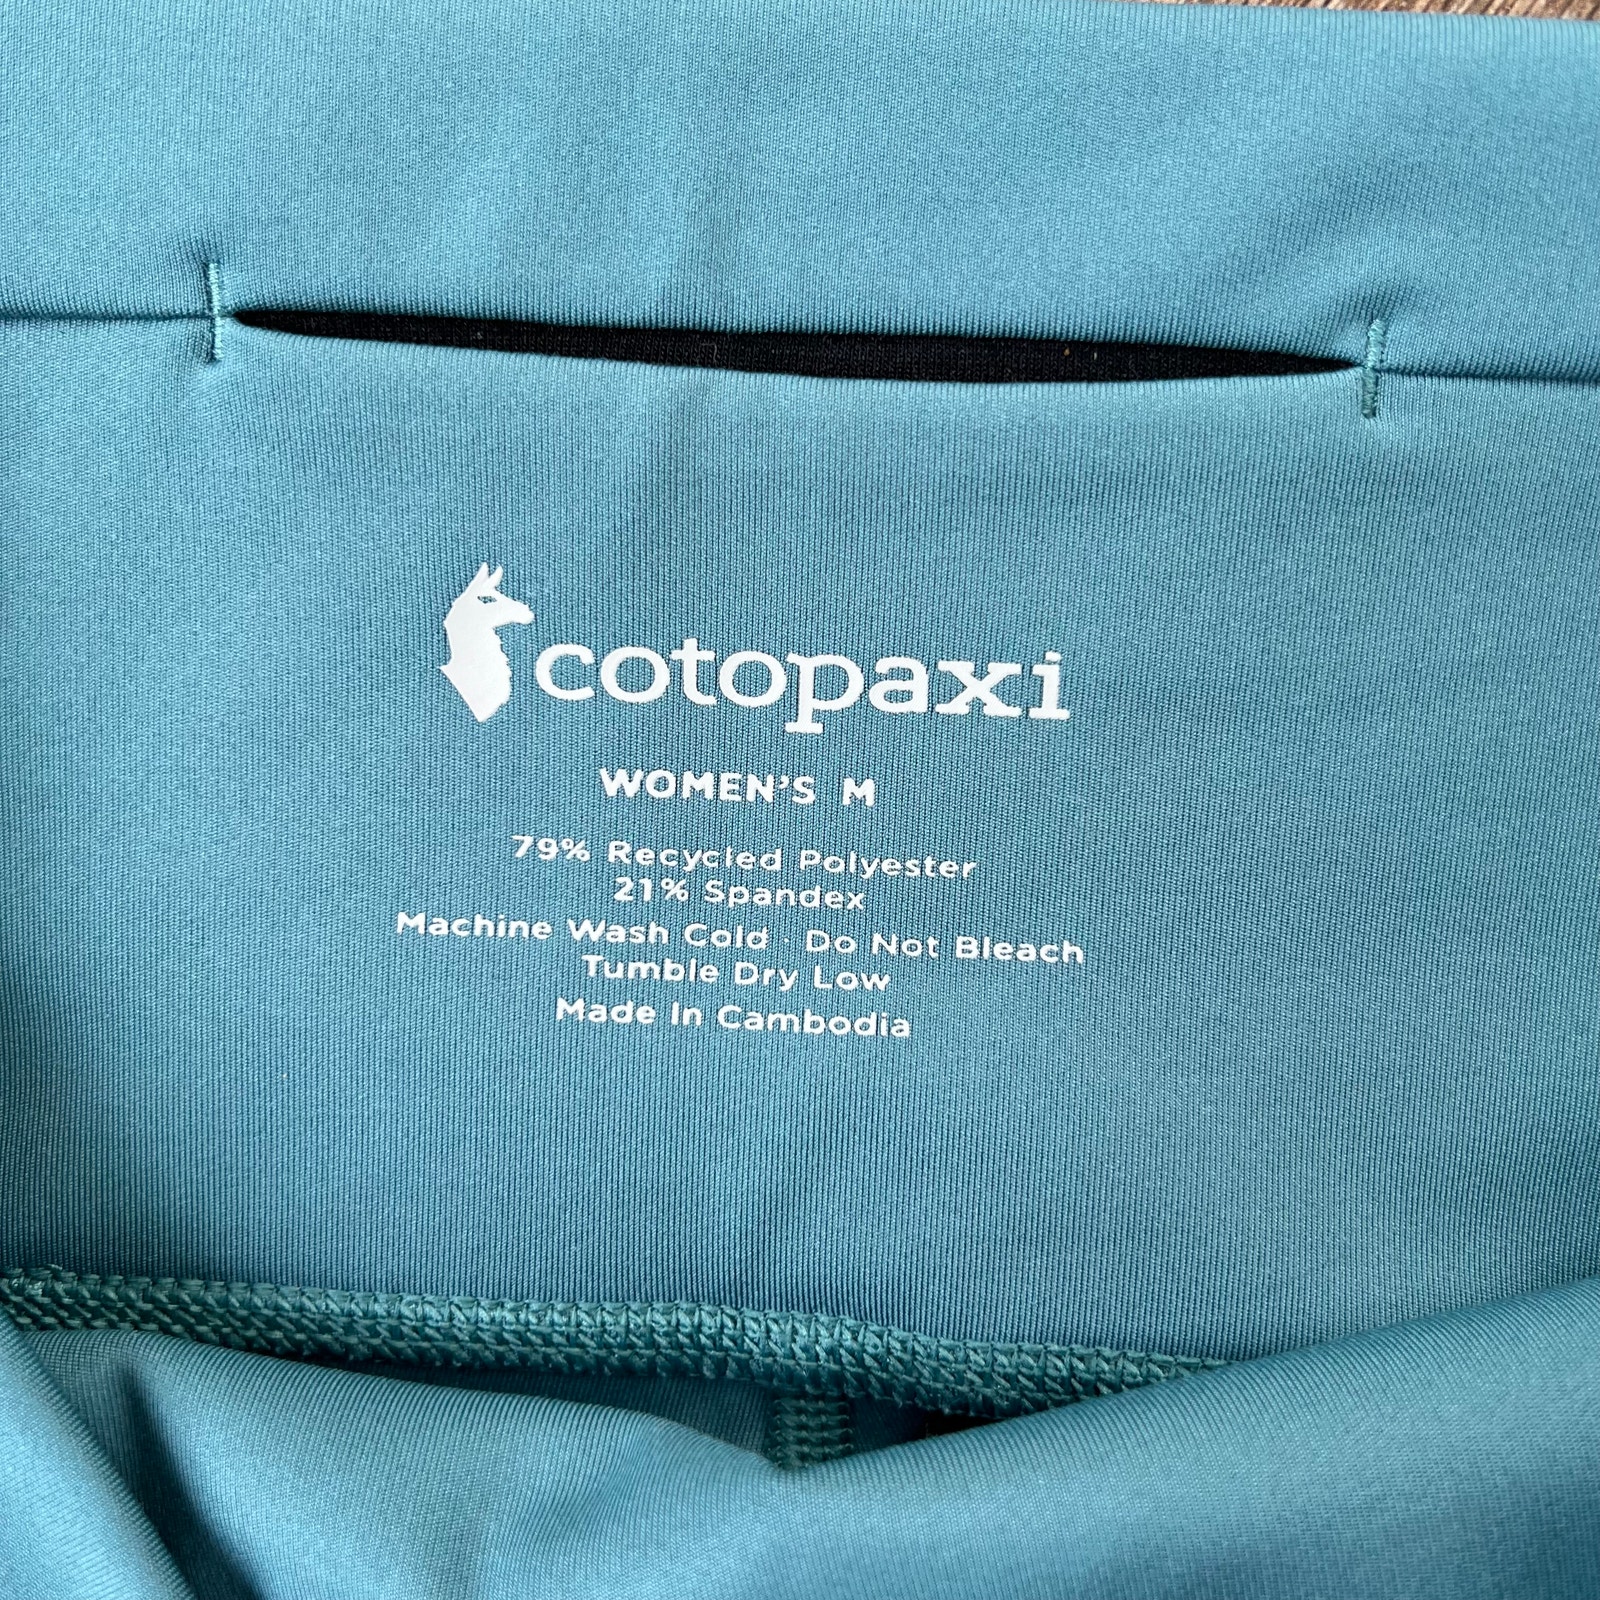 cotopaxi
WOMEN'S M
79% Recycled Polyester
21% Spandex
Machine Wash Cold · Do Not Bleach
Tumble Dry Low
Made In Cambodia